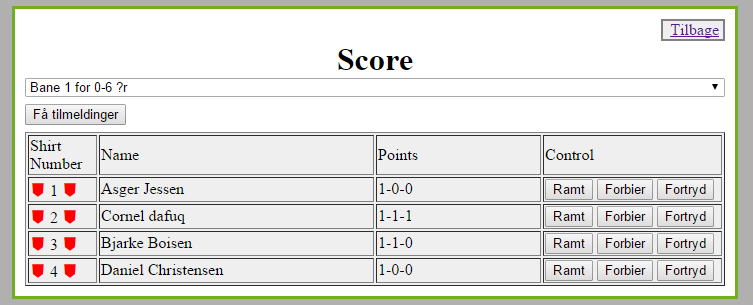 Tilbage
Score
Bane 1 for 0-6 ?r
Få tilmeldinger
Shirt Number Name Points Control
1 Asger Jessen 1-0-0 Ramt Forbier Fortryd
2 Cornel dafuq 1-1-1 Ramt Forbier Fortryd
3 Bjarke Boisen 1-1-0 Ramt Forbier Fortryd
4 Daniel Christensen 1-0-0 Ramt Forbier Fortryd